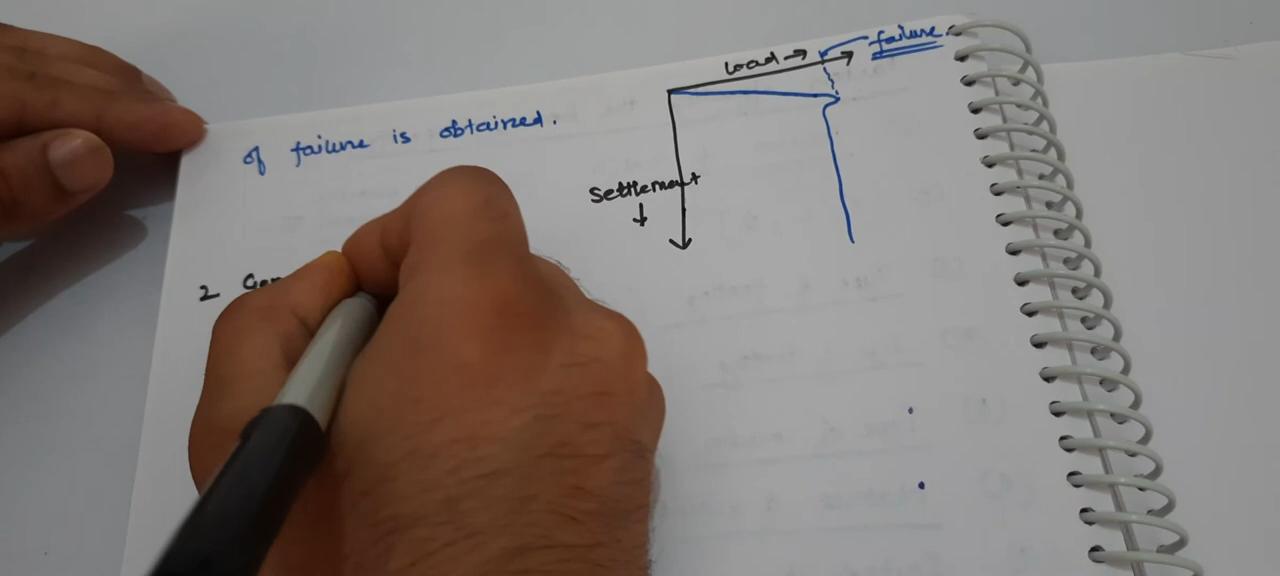 Load →
failure
of failure is obtained.
Settlement
↓
2